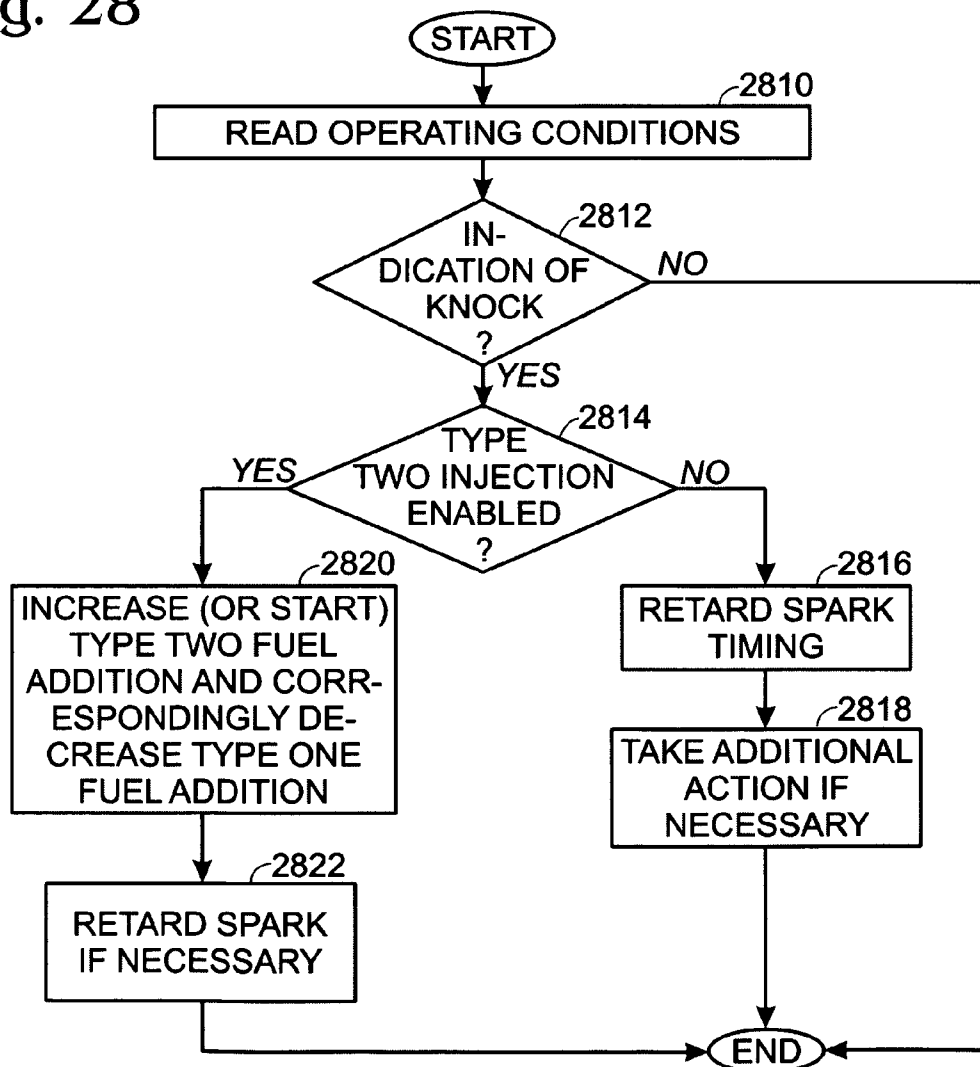 g. 28
START
2810
READ OPERATING CONDITIONS
2812
IN-
DICATION OF
KNOCK
?
NO
YES
2814
TYPE
TWO INJECTION
ENABLED
?
YES
NO
2820
INCREASE (OR START)
TYPE TWO FUEL
ADDITION AND CORR-
ESPONDINGLY DE-
CREASE TYPE ONE
FUEL ADDITION
2816
RETARD SPARK
TIMING
2818
TAKE ADDITIONAL
ACTION IF
NECESSARY
2822
RETARD SPARK
IF NECESSARY
END